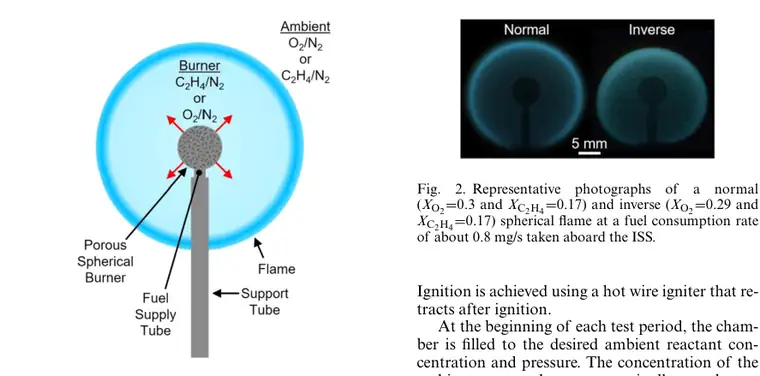 Ambient
O2/N2
or
C2H4/N2
Burner
C2H4/N2
or
O2/N2
Porous
Spherical
Burner
Fuel
Supply
Tube
Flame
Support
Tube
Normal
Inverse
5 mm
Fig. 2. Representative photographs of a normal
(XO2=0.3 and XC2H4=0.17) and inverse (XO2=0.29 and
XC2H4=0.17) spherical flame at a fuel consumption rate
of about 0.8 mg/s taken aboard the ISS.
Ignition is achieved using a hot wire igniter that re-
tracts after ignition.
At the beginning of each test period, the cham-
ber is filled to the desired ambient reactant con-
centration and pressure. The concentration of the